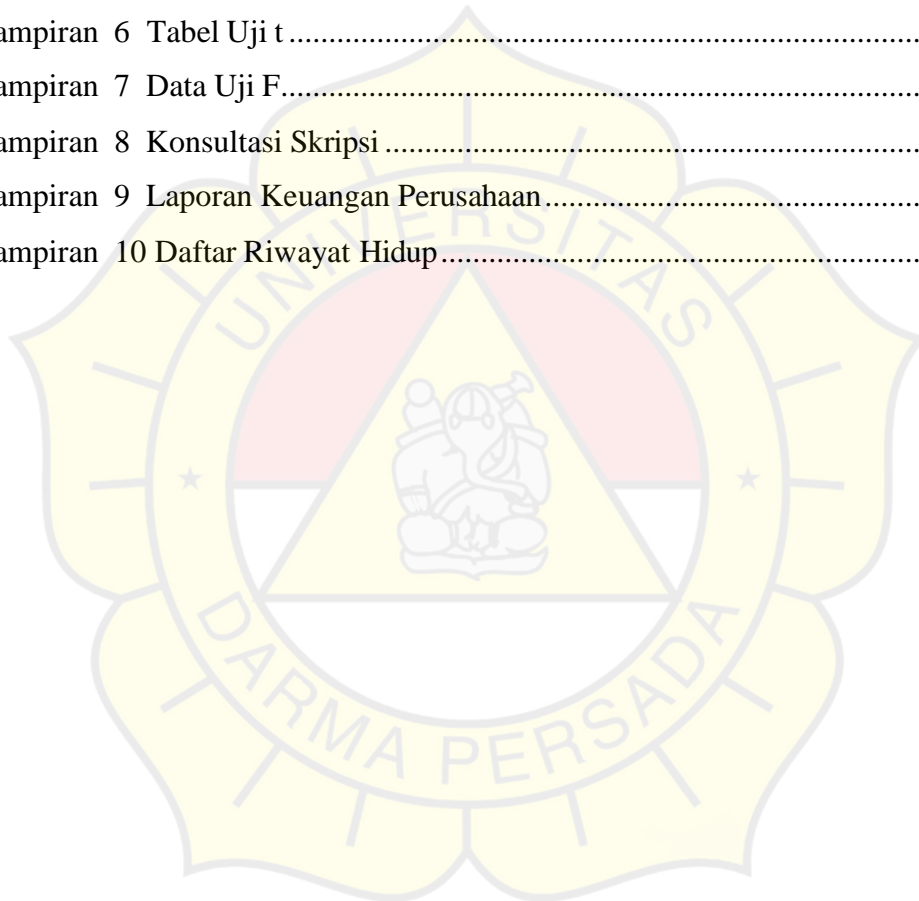 ampiran 6 Tabel Uji t ................................................................................
ampiran 7 Data Uji F.................................................................................
ampiran 8 Konsultasi Skripsi ....................................................................
ampiran 9 Laporan Keuangan Perusahaan................................................
ampiran 10 Daftar Riwayat Hidup.............................................................
UNIVERSITAS
DARMA PERSADA